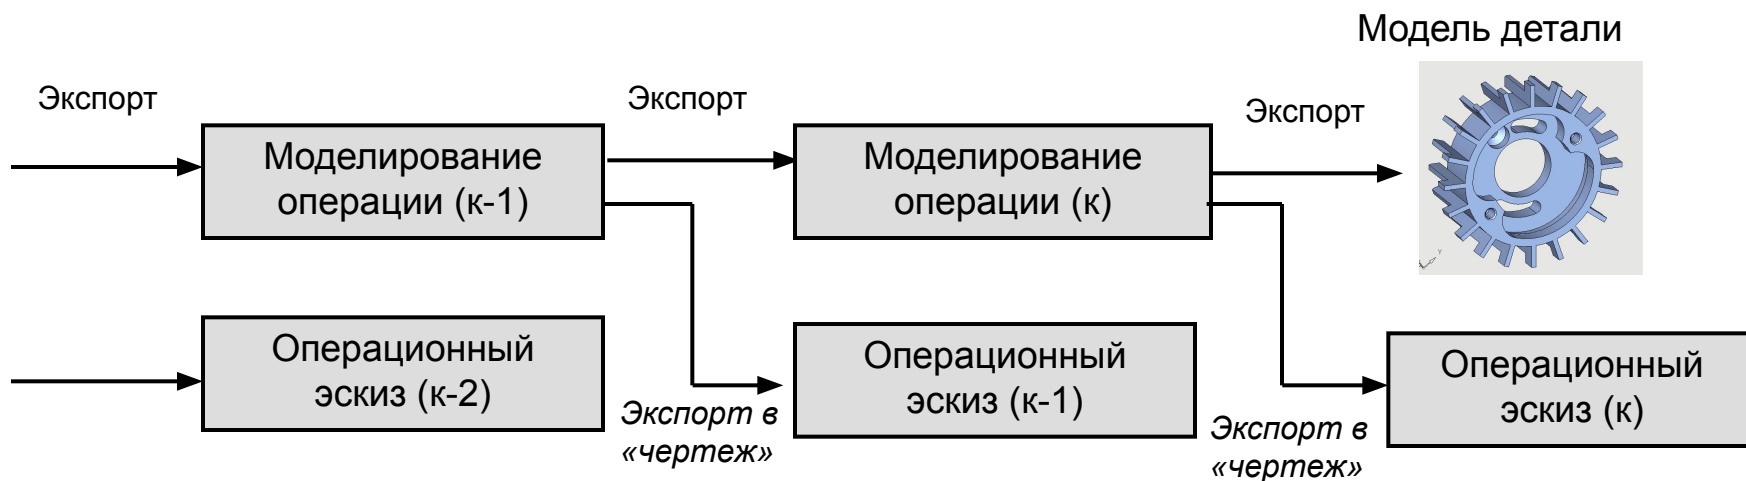 Модель детали
Экспорт
Экспорт
Экспорт
Моделирование
операции (к-1)
Моделирование
операции (к)
Операционный
эскиз (к-2)
Операционный
эскиз (к-1)
Операционный
эскиз (к)
Экспорт в
«чертеж»
Экспорт в
«чертеж»